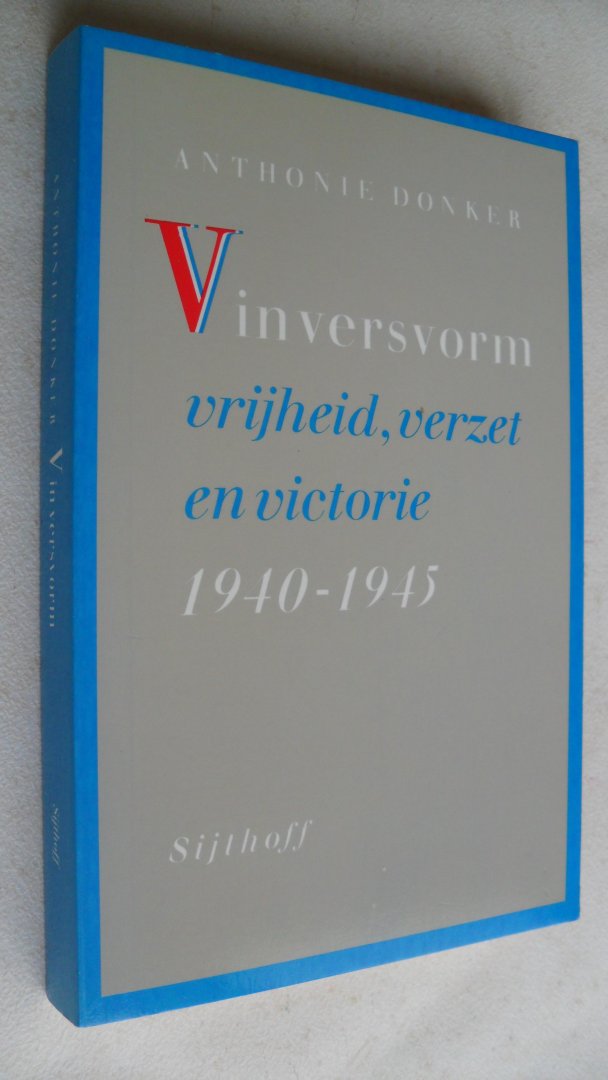 ANTHONIE DONKER
V in versvorm
vrijheid, verzet
en victorie
1940-1945
Sijthoff
ANTHONIE DONKER V in versvorm Sijthoff